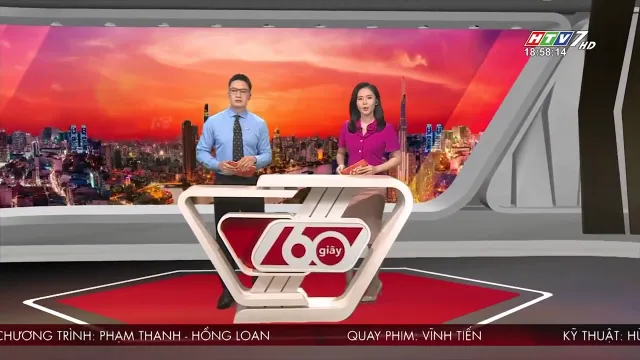 HTV7 HD
18:58:14
60 giây
CHƯƠNG TRÌNH: PHẠM THANH - HỒNG LOAN QUAY PHIM: VĨNH TIẾN KỸ THUẬT: